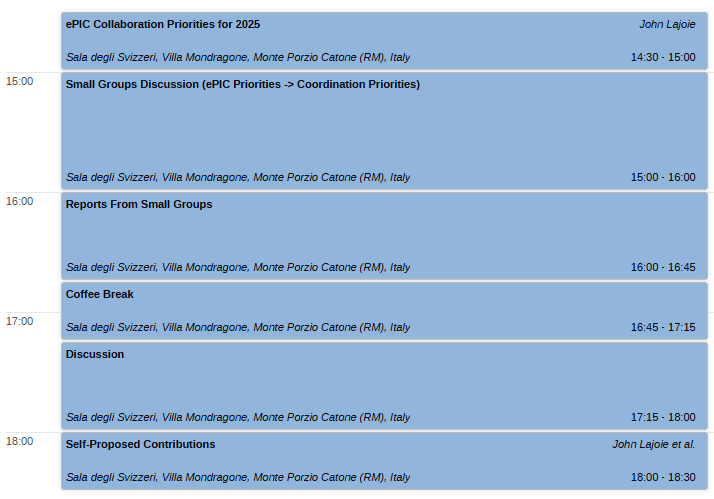 ePIC Collaboration Priorities for 2025 John Lajoie
Sala degli Svizzeri, Villa Mondragone, Monte Porzio Catone (RM), Italy 14:30 - 15:00
15:00 Small Groups Discussion (ePIC Priorities -> Coordination Priorities)
Sala degli Svizzeri, Villa Mondragone, Monte Porzio Catone (RM), Italy 15:00 - 16:00
16:00 Reports From Small Groups
Sala degli Svizzeri, Villa Mondragone, Monte Porzio Catone (RM), Italy 16:00 - 16:45
Coffee Break
17:00 Sala degli Svizzeri, Villa Mondragone, Monte Porzio Catone (RM), Italy 16:45 - 17:15
Discussion
Sala degli Svizzeri, Villa Mondragone, Monte Porzio Catone (RM), Italy 17:15 - 18:00
18:00 Self-Proposed Contributions John Lajoie et al.
Sala degli Svizzeri, Villa Mondragone, Monte Porzio Catone (RM), Italy 18:00 - 18:30